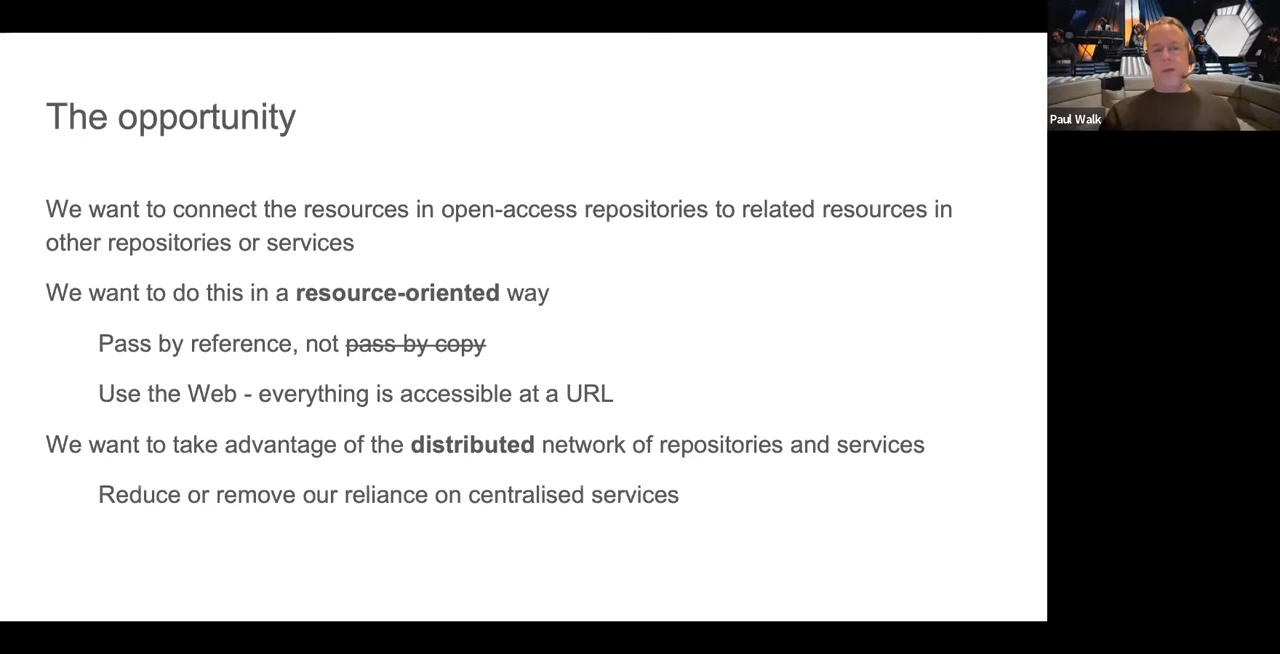 The opportunity
We want to connect the resources in open-access repositories to related resources in
other repositories or services
We want to do this in a resource-oriented way
Pass by reference, not pass by copy
Use the Web - everything is accessible at a URL
We want to take advantage of the distributed network of repositories and services
Reduce or remove our reliance on centralised services
Paul Walk